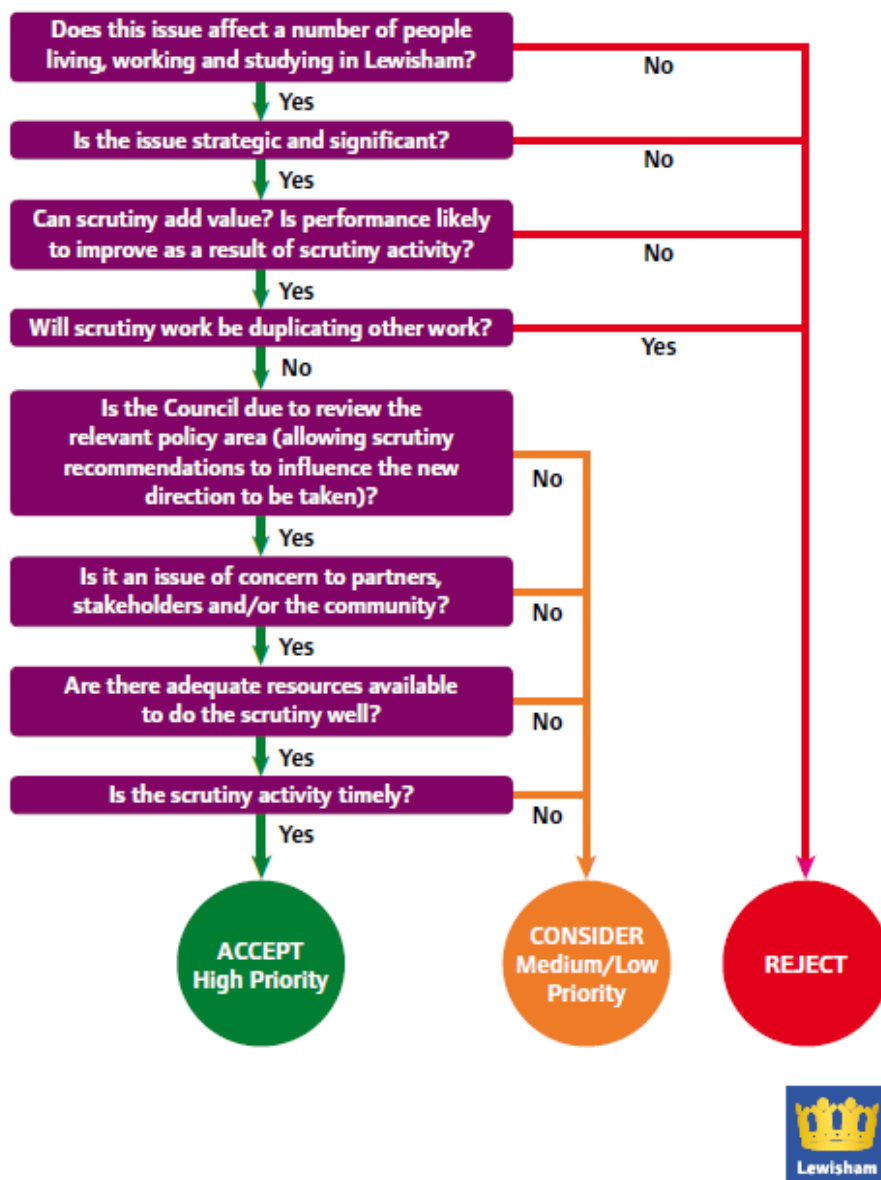 Does this issue affect a number of people
living, working and studying in Lewisham?
No
Yes
Is the issue strategic and significant?
No
Yes
Can scrutiny add value? Is performance likely
to improve as a result of scrutiny activity?
No
Yes
Will scrutiny work be duplicating other work?
Yes
No
Is the Council due to review the
relevant policy area (allowing scrutiny
recommendations to influence the new
direction to be taken)?
No
Yes
Is it an issue of concern to partners,
stakeholders and/or the community?
No
Yes
Are there adequate resources available
to do the scrutiny well?
No
Yes
Is the scrutiny activity timely?
No
Yes
ACCEPT
High Priority
CONSIDER
Medium/Low
Priority
REJECT
Lewisham